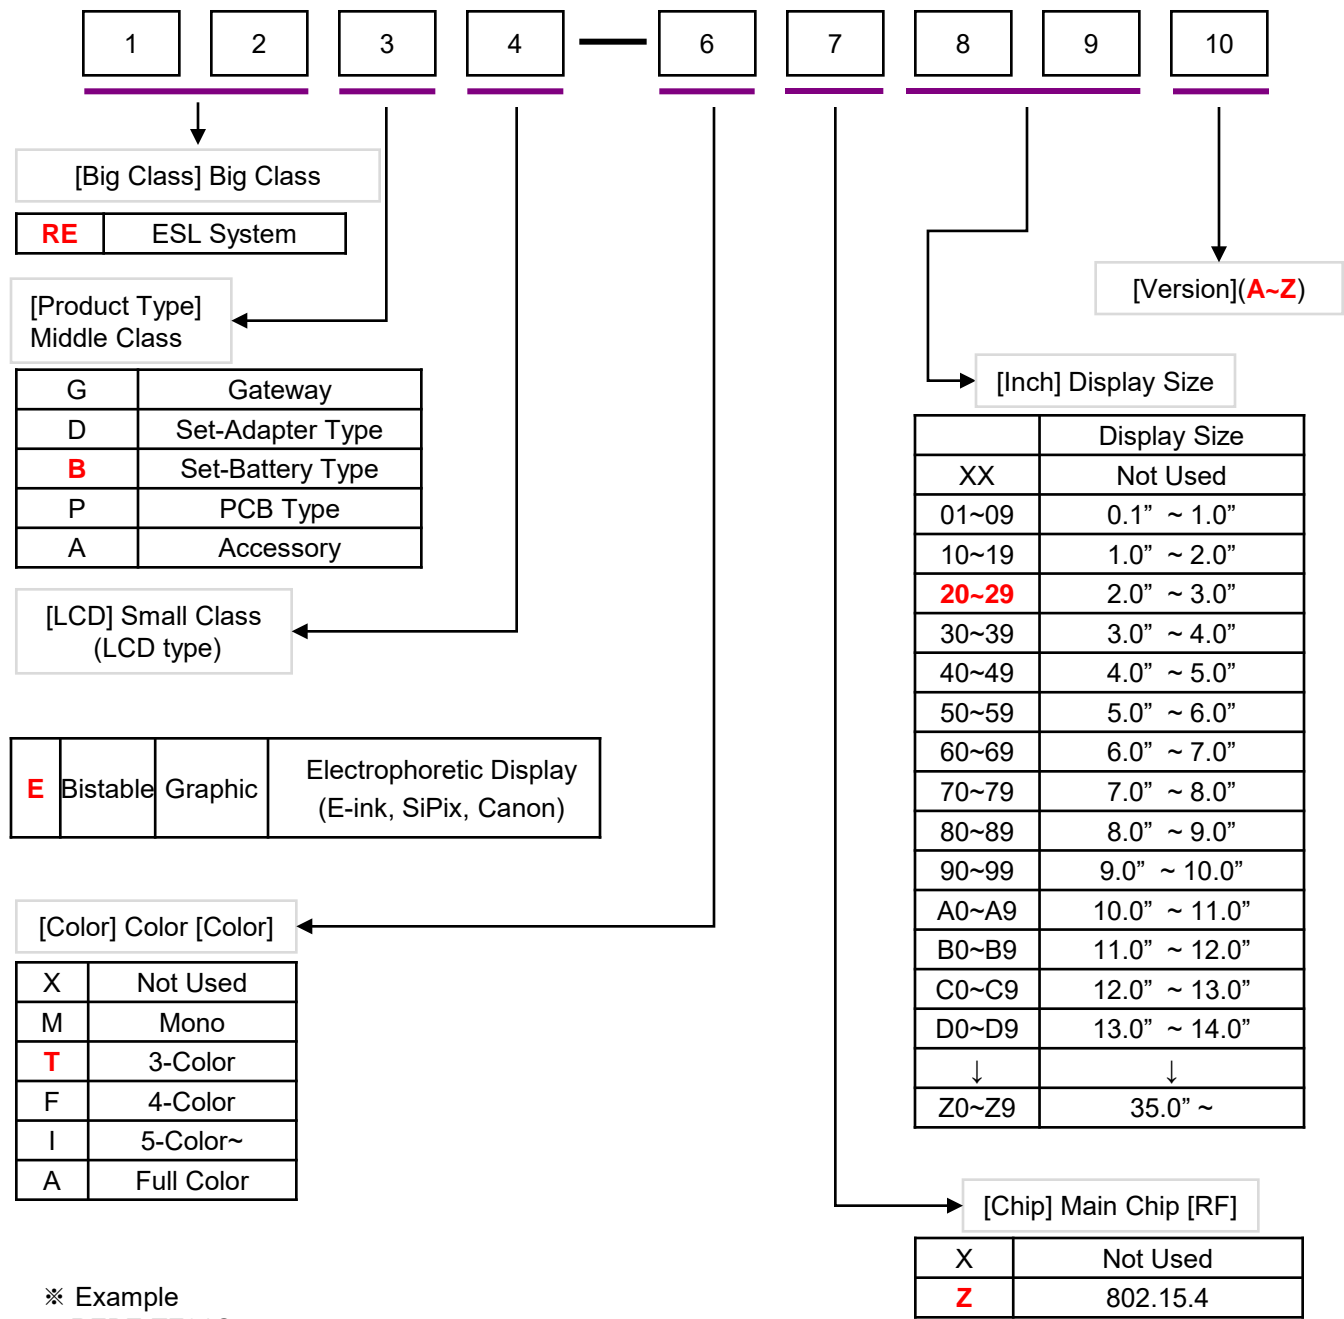 1 2 3 4 — 6 7 8 9 10
[Big Class] Big Class
RE ESL System
[Product Type]
Middle Class
G Gateway
D Set-Adapter Type
B Set-Battery Type
P PCB Type
A Accessory
[LCD] Small Class
(LCD type)
E Bistable Graphic Electrophoretic Display
(E-ink, SiPix, Canon)
[Color] Color [Color]
X Not Used
M Mono
T 3-Color
F 4-Color
I 5-Color~
A Full Color
※ Example
[Version](A~Z)
[Inch] Display Size
Display Size
XX Not Used
01~09 0.1” ~ 1.0”
10~19 1.0” ~ 2.0”
20~29 2.0” ~ 3.0”
30~39 3.0” ~ 4.0”
40~49 4.0” ~ 5.0”
50~59 5.0” ~ 6.0”
60~69 6.0” ~ 7.0”
70~79 7.0” ~ 8.0”
80~89 8.0” ~ 9.0”
90~99 9.0” ~ 10.0”
A0~A9 10.0” ~ 11.0”
B0~B9 11.0” ~ 12.0”
C0~C9 12.0” ~ 13.0”
D0~D9 13.0” ~ 14.0”
↓ ↓
Z0~Z9 35.0” ~
[Chip] Main Chip [RF]
X Not Used
Z 802.15.4